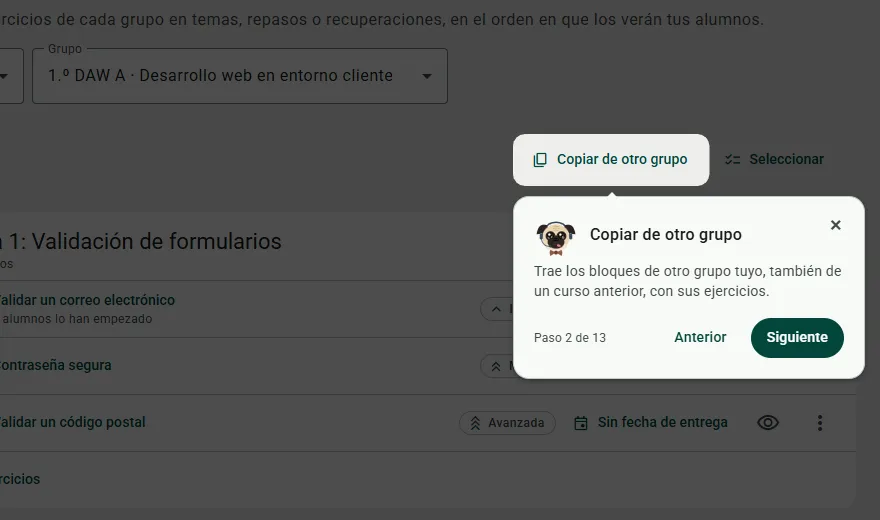 rcicios de cada grupo en temas, repasos o recuperaciones, en el orden en que los verán tus alumnos.
Grupo
1.º DAW A · Desarrollo web en entorno cliente
Copiar de otro grupo
Seleccionar
1: Validación de formularios
os
Copiar de otro grupo
Trae los bloques de otro grupo tuyo, también de
un curso anterior, con sus ejercicios.
Paso 2 de 13
Anterior
Siguiente
alidar un correo electrónico
alumnos lo han empezado
ontraseña segura
alidar un código postal
Avanzada
Sin fecha de entrega
rcicios